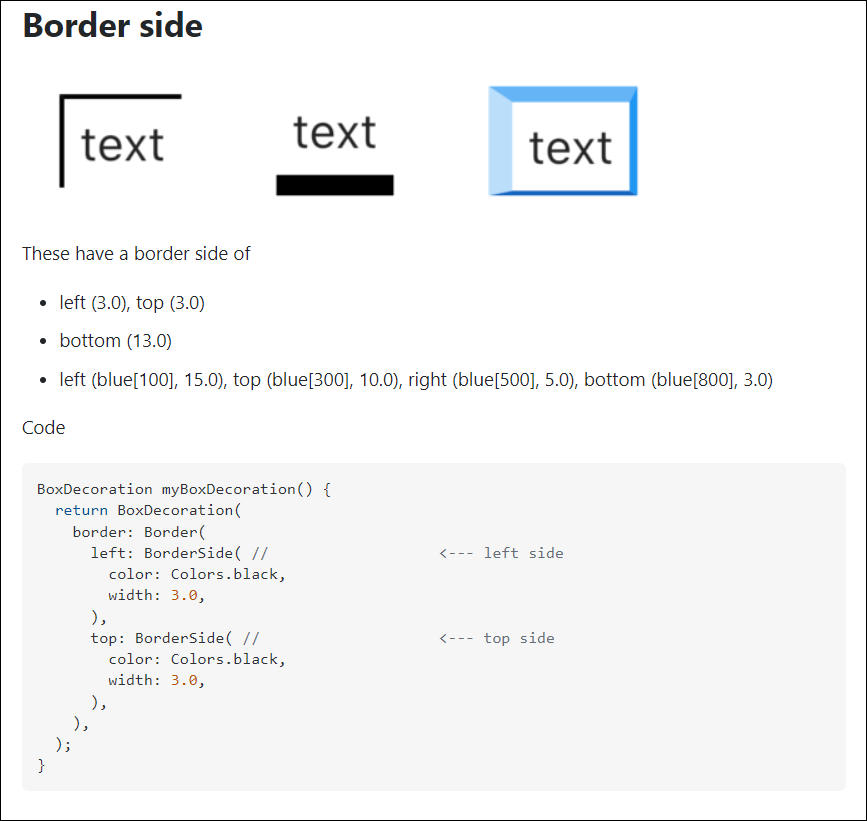 Border side
text
text
text
These have a border side of
• left (3.0), top (3.0)
• bottom (13.0)
• left (blue[100], 15.0), top (blue[300], 10.0), right (blue[500], 5.0), bottom (blue[800], 3.0)
Code
BoxDecoration myBoxDecoration() {
  return BoxDecoration(
    border: Border(
      left: BorderSide( //                   <--- left side
        color: Colors.black,
        width: 3.0,
      ),
      top: BorderSide( //                    <--- top side
        color: Colors.black,
        width: 3.0,
      ),
    ),
  );
}